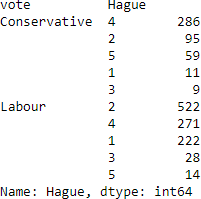 vote          Hague
Conservative  4        286
              2         95
              5         59
              1         11
              3          9
Labour        2        522
              4        271
              1        222
              3         28
              5         14
Name: Hague, dtype: int64